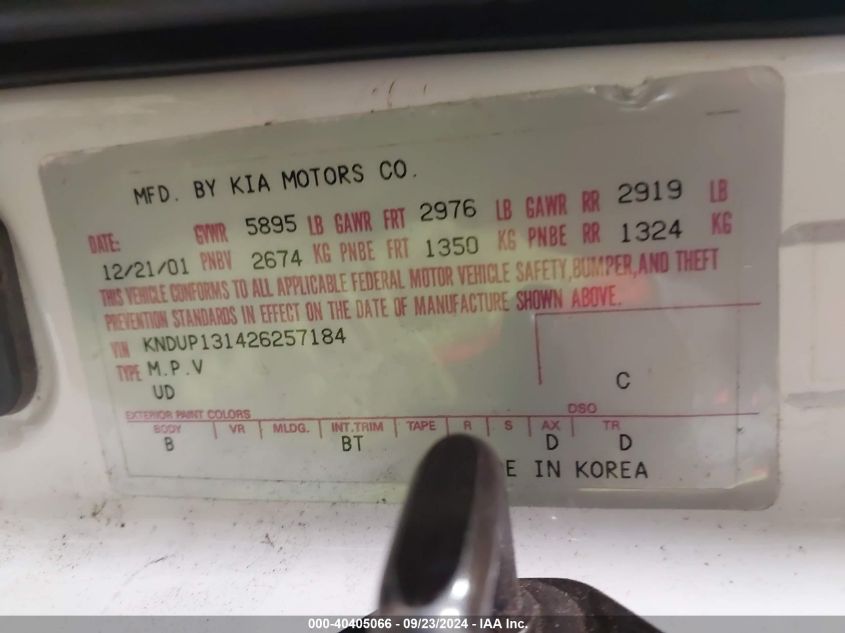 MFD. BY KIA MOTORS CO.
DATE: GVWR 5895 LB GAWR FRT 2976 LB GAWR RR 2919 LB
12/21/01 PNBV 2674 KG PNBE FRT 1350 KG PNBE RR 1324 KG
THIS VEHICLE CONFORMS TO ALL APPLICABLE FEDERAL MOTOR VEHICLE SAFETY, BUMPER, AND THEFT
PREVENTION STANDARDS IN EFFECT ON THE DATE OF MANUFACTURE SHOWN ABOVE.
VIN KNDUP131426257184
TYPE M.P.V
UD C
EXTERIOR PAINT COLORS DSO
BODY VR MLDG. INT.TRIM TAPE R S AX TR
B BT D D
E IN KOREA
000-40405066 - 09/23/2024 - IAA Inc.